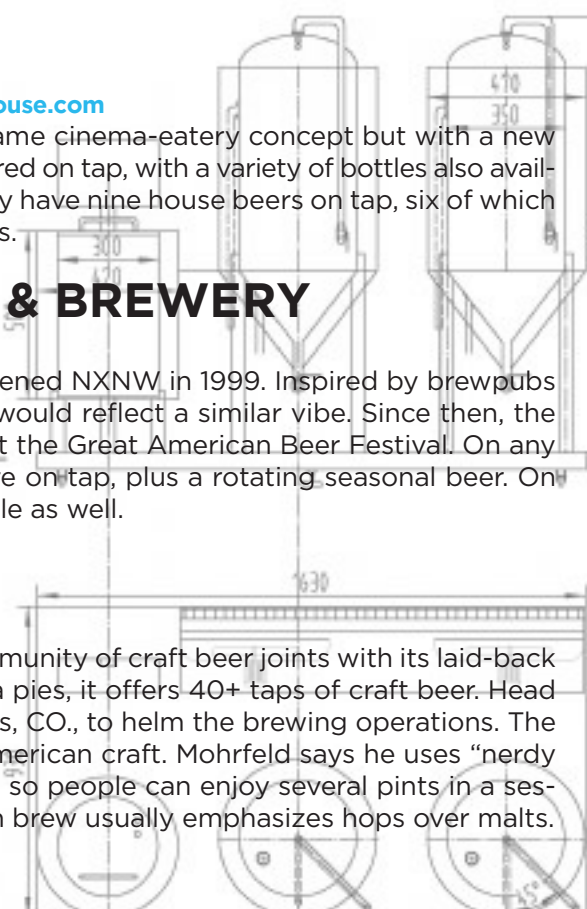 470
350
ouse.com
ame cinema-eatery concept but with a new
red on tap, with a variety of bottles also avail-
y have nine house beers on tap, six of which
s.
300
420
& BREWERY
ened NXNW in 1999. Inspired by brewpubs
would reflect a similar vibe. Since then, the
t the Great American Beer Festival. On any
re on tap, plus a rotating seasonal beer. On
le as well.
1630
munity of craft beer joints with its laid-back
a pies, it offers 40+ taps of craft beer. Head
s, CO., to helm the brewing operations. The
merican craft. Mohrfeld says he uses “nerdy
so people can enjoy several pints in a ses-
n brew usually emphasizes hops over malts.
45°